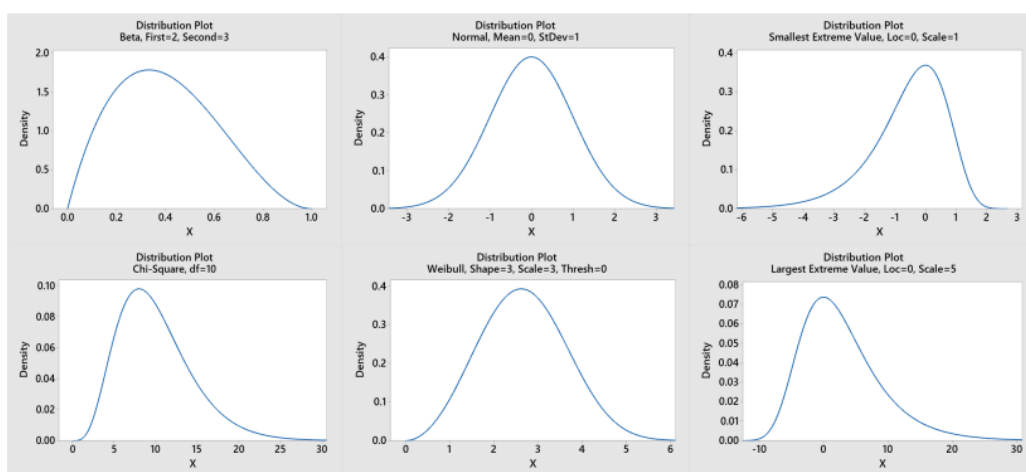 Distribution Plot
Beta, First=2, Second=3
2.0
1.5
1.0
0.5
0.0
Density
0.0 0.2 0.4 0.6 0.8 1.0
X
Distribution Plot
Normal, Mean=0, StDev=1
0.4
0.3
0.2
0.1
0.0
Density
-3 -2 -1 0 1 2 3
X
Distribution Plot
Smallest Extreme Value, Loc=0, Scale=1
0.4
0.3
0.2
0.1
0.0
Density
-6 -5 -4 -3 -2 -1 0 1 2 3
X
Distribution Plot
Chi-Square, df=10
0.10
0.08
0.06
0.04
0.02
0.00
Density
0 5 10 15 20 25 30
X
Distribution Plot
Weibull, Shape=3, Scale=3, Thresh=0
0.4
0.3
0.2
0.1
0.0
Density
0 1 2 3 4 5 6
X
Distribution Plot
Largest Extreme Value, Loc=0, Scale=5
0.08
0.07
0.06
0.05
0.04
0.03
0.02
0.01
0.00
Density
-10 0 10 20 30
X